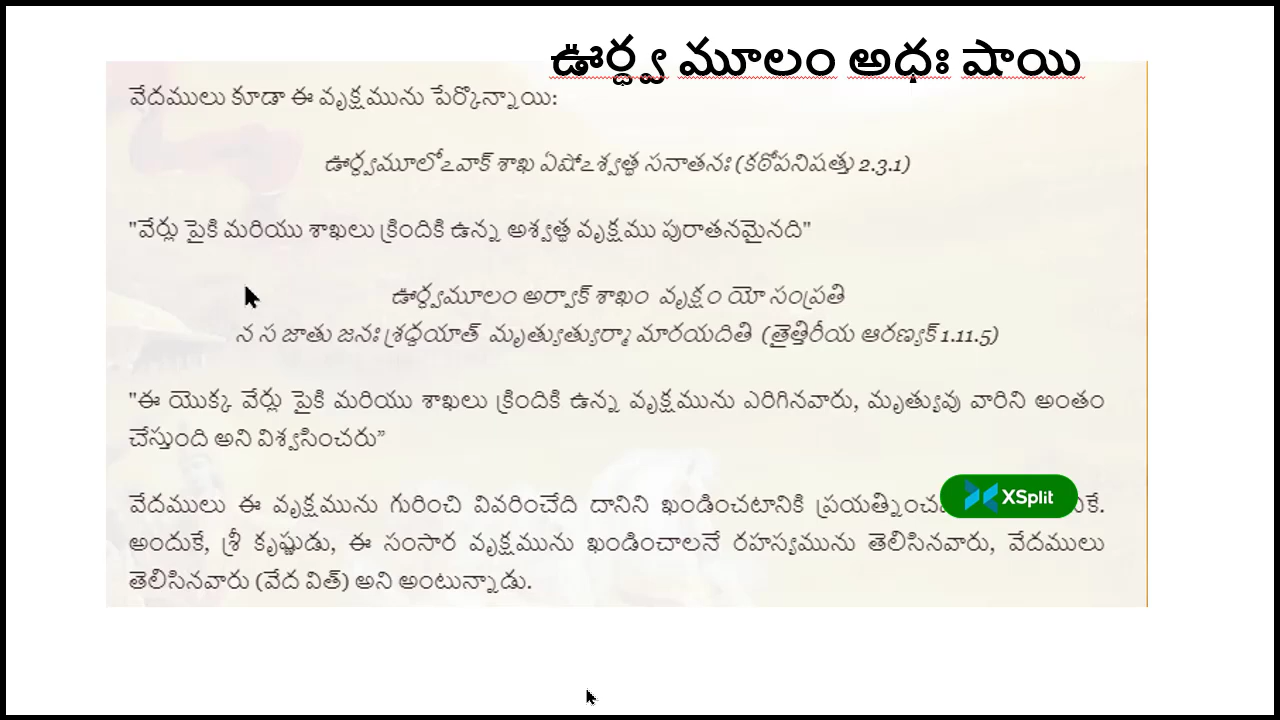 ఊర్ధ్వ మూలం అధః షాయి
వేదములు కూడా ఈ వృక్షమును పేర్కొన్నాయి:
ఊర్ధ్వమూలోఽవాక్ శాఖ ఏషోఽశ్వత్థ సనాతనః (కఠోపనిషత్తు 2.3.1)
"వేర్లు పైకి మరియు శాఖలు క్రిందికి ఉన్న అశ్వత్థ వృక్షము పురాతనమైనది"
ఊర్ధ్వమూలం అర్వాక్ శాఖం వృక్షం యో సంప్రతి
న స జాతు జనః శ్రద్ధయాత్ మృత్యుత్యుర్మా మారయదితి (తైత్తిరీయ ఆరణ్యక్ 1.11.5)
"ఈ యొక్క వేర్లు పైకి మరియు శాఖలు క్రిందికి ఉన్న వృక్షమును ఎరిగినవారు, మృత్యువు వారిని అంతం
చేస్తుంది అని విశ్వసించరు”
వేదములు ఈ వృక్షమును గురించి వివరించేది దానిని ఖండించటానికి
XSplit
అందుకే, శ్రీ కృష్ణుడు, ఈ సంసార వృక్షమును ఖండించాలనే రహస్యమును తెలిసినవారు, వేదములు
తెలిసినవారు (వేద విత్) అని అంటున్నాడు.